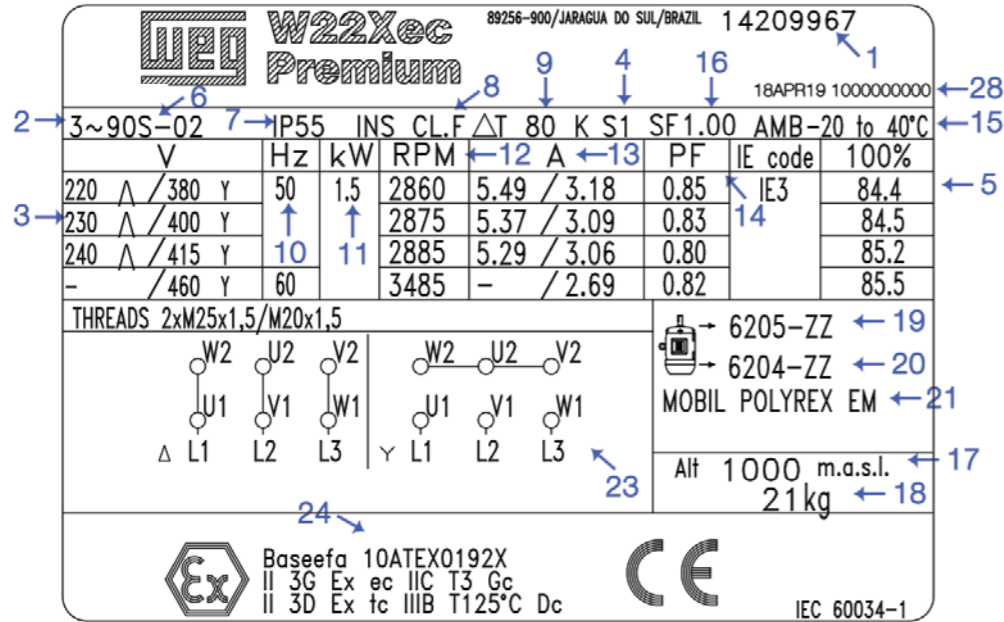 WEG W22Xec Premium
89256-900/JARAGUA DO SUL/BRAZIL 14209967
1
18APR19 1000000000 28
6 8 9 4 16
2 3~90S-02 7 IP55 INS CL.F ΔT 80 K S1 SF1.00 AMB-20 to 40°C 15
V Hz kW RPM 12 A 13 PF IE code 100%
220 Δ /380 Y 50 1.5 2860 5.49 / 3.18 0.85 IE3 84.4 5
3 230 Δ /400 Y 2875 5.37 / 3.09 0.83 84.5
14
240 Δ /415 Y 10 11 2885 5.29 / 3.06 0.80 85.2
- /460 Y 60 3485 - / 2.69 0.82 85.5
THREADS 2xM25x1,5/M20x1,5
W2 U2 V2 W2 U2 V2
U1 V1 W1 U1 V1 W1
Δ L1 L2 L3 Y L1 L2 L3
23
6205-ZZ 19
6204-ZZ 20
MOBIL POLYREX EM 21
Alt 1000 m.a.s.l. 17
21kg 18
24
Ex
Baseefa 10ATEX0192X
II 3G Ex ec IIC T3 Gc
II 3D Ex tc IIIB T125°C Dc
CE
IEC 60034-1